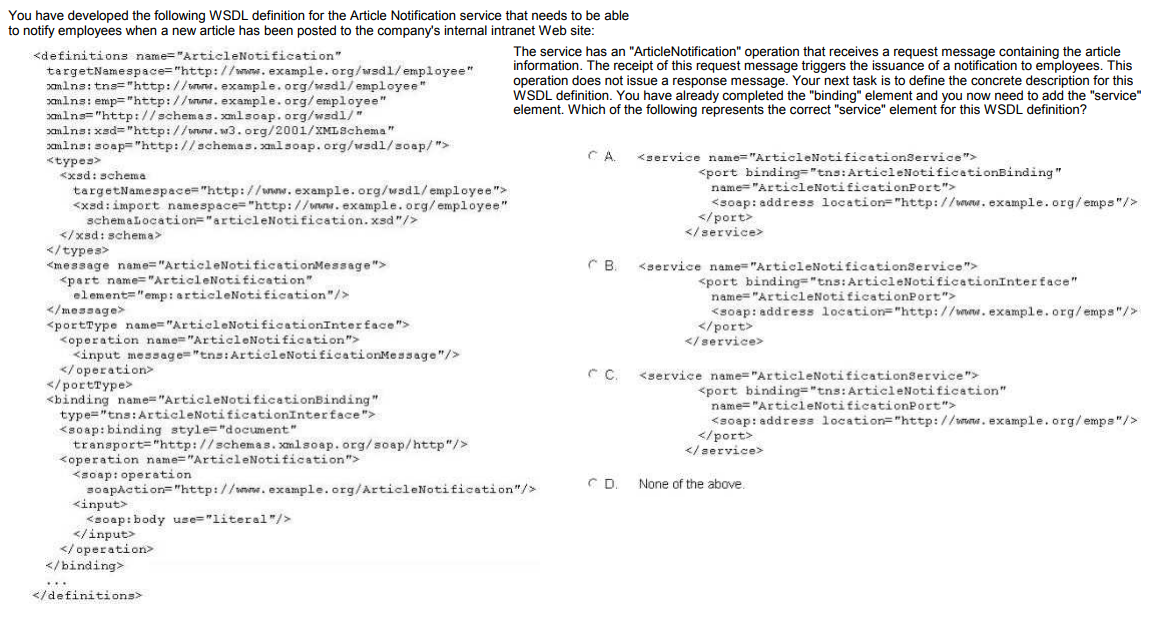 You have developed the following WSDL definition for the Article Notification service that needs to be able
to notify employees when a new article has been posted to the company's internal intranet Web site:
<definitions name="ArticleNotification"
targetNamespace="http://www.example.org/wsdl/employee"
xmlns:tns="http://www.example.org/wsdl/employee"
xmlns:emp="http://www.example.org/employee"
xmlns="http://schemas.xmlsoap.org/wsdl/"
xmlns:xsd="http://www.w3.org/2001/XMLSchema"
xmlns:soap="http://schemas.xmlsoap.org/wsdl/soap/">
<types>
<xsd:schema
targetNamespace="http://www.example.org/wsdl/employee">
<xsd:import namespace="http://www.example.org/employee"
schemaLocation="articleNotification.xsd"/>
</xsd:schema>
</types>
<message name="ArticleNotificationMessage">
<part name="ArticleNotification"
element="emp:articleNotification"/>
</message>
<portType name="ArticleNotificationInterface">
<operation name="ArticleNotification">
<input message="tns:ArticleNotificationMessage"/>
</operation>
</portType>
<binding name="ArticleNotificationBinding"
type="tns:ArticleNotificationInterface">
<soap:binding style="document"
transport="http://schemas.xmlsoap.org/soap/http"/>
<operation name="ArticleNotification">
<soap:operation
soapAction="http://www.example.org/ArticleNotification"/>
<input>
<soap:body use="literal"/>
</input>
</operation>
</binding>
...
</definitions>
The service has an "ArticleNotification" operation that receives a request message containing the article
information. The receipt of this request message triggers the issuance of a notification to employees. This
operation does not issue a response message. Your next task is to define the concrete description for this
WSDL definition. You have already completed the "binding" element and you now need to add the "service"
element. Which of the following represents the correct "service" element for this WSDL definition?
A. <service name="ArticleNotificationService">
<port binding="tns:ArticleNotificationBinding"
name="ArticleNotificationPort">
<soap:address location="http://www.example.org/emps"/>
</port>
</service>
B. <service name="ArticleNotificationService">
<port binding="tns:ArticleNotificationInterface"
name="ArticleNotificationPort">
<soap:address location="http://www.example.org/emps"/>
</port>
</service>
C. <service name="ArticleNotificationService">
<port binding="tns:ArticleNotification"
name="ArticleNotificationPort">
<soap:address location="http://www.example.org/emps"/>
</port>
</service>
D. None of the above.